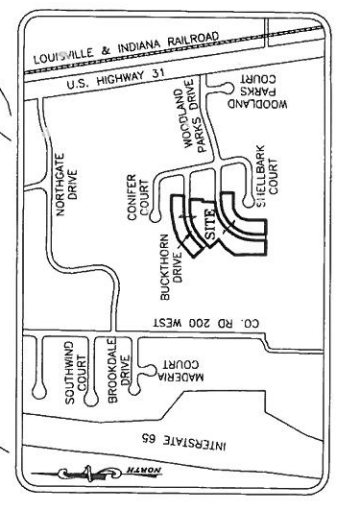 LOUISVILLE & INDIANA RAILROAD
U.S. HIGHWAY 31
WOODLAND
PARKS
COURT
WOODLAND
PARKS DRIVE
NORTHGATE
DRIVE
CONIFER
COURT
SHELLBARK
COURT
SITE
BUCKTHORN
DRIVE
CO. RD 200 WEST
SOUTHWIND
COURT
BROOKDALE
DRIVE
MADERIA
COURT
INTERSTATE 65
NORTH